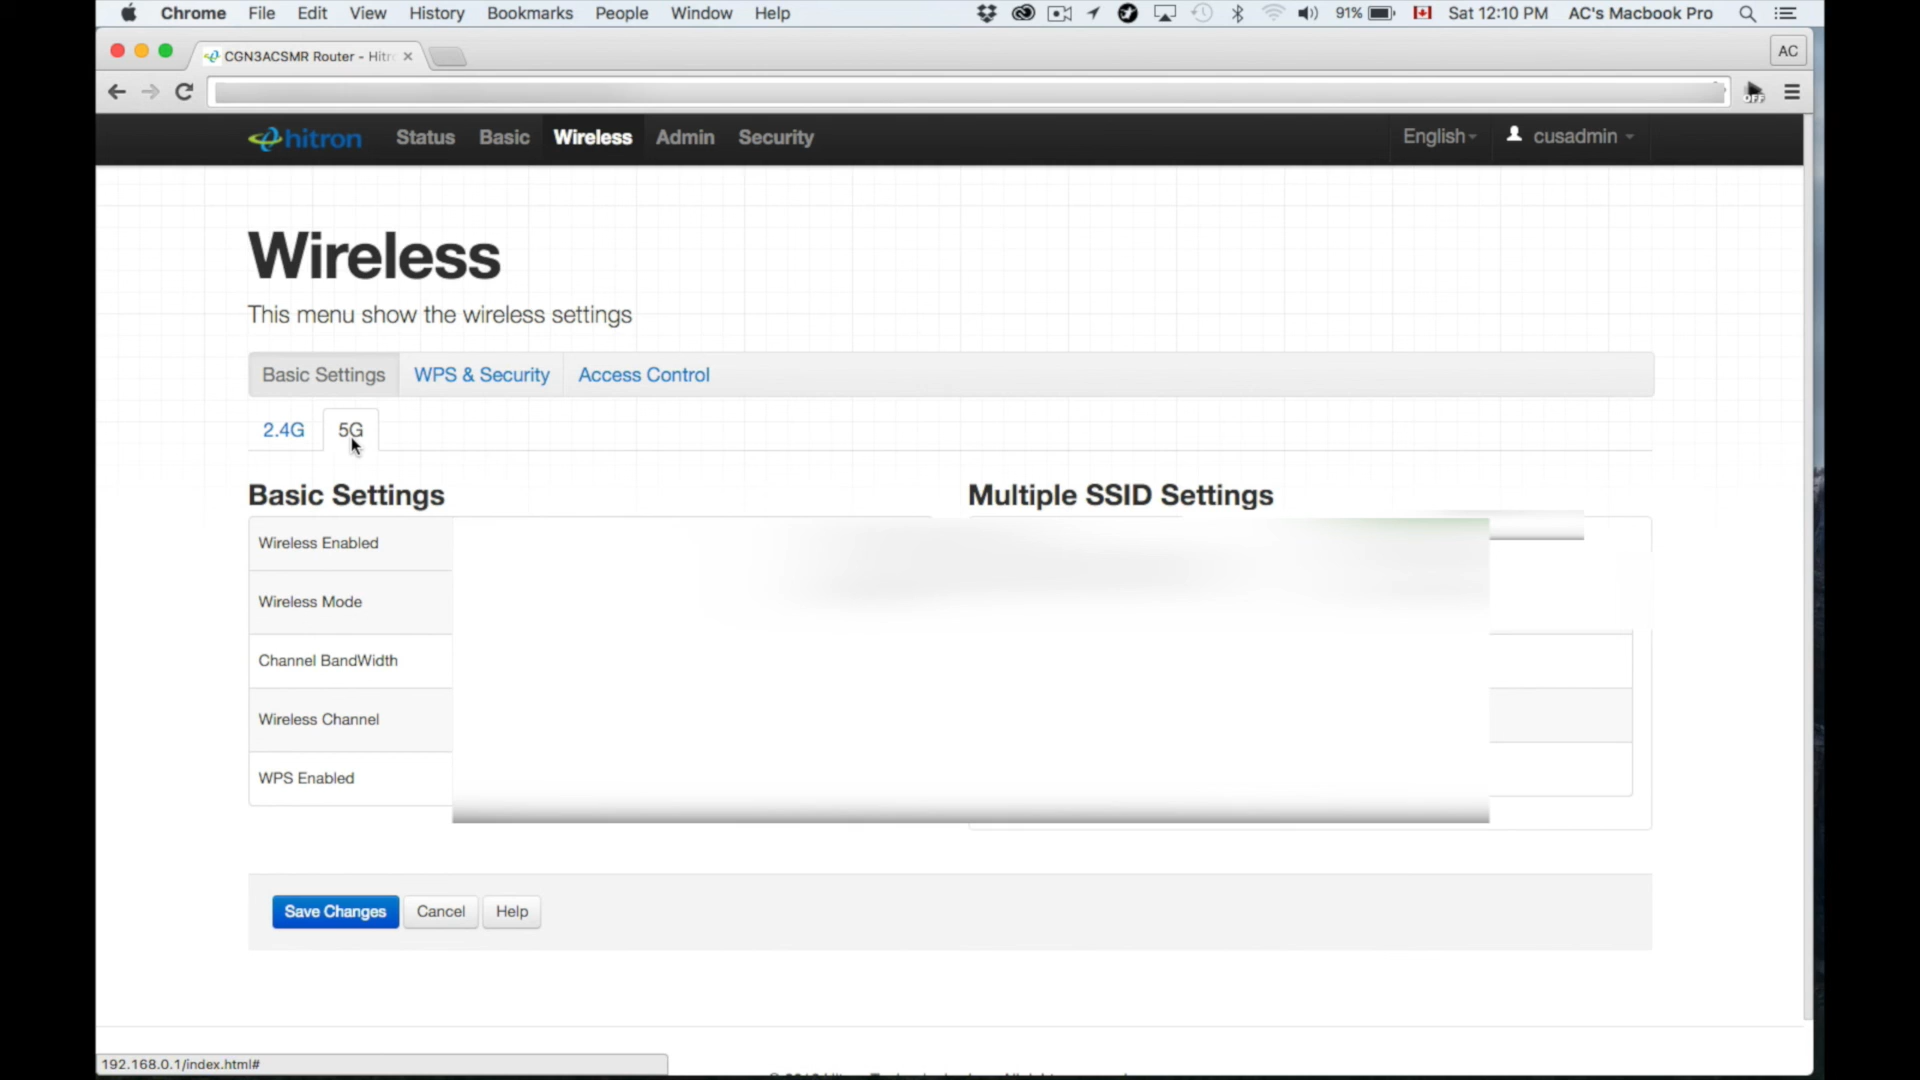 Chrome File Edit View History Bookmarks People Window Help 91% Sat 12:10 PM AC's Macbook Pro
CGN3ACSMR Router - Hitr AC
OFF
hitron Status Basic Wireless Admin Security English cusadmin
Wireless
This menu show the wireless settings
Basic Settings WPS & Security Access Control
2.4G 5G
Basic Settings Multiple SSID Settings
Wireless Enabled
Wireless Mode
Channel BandWidth
Wireless Channel
WPS Enabled
Save Changes Cancel Help
192.168.0.1/index.html#